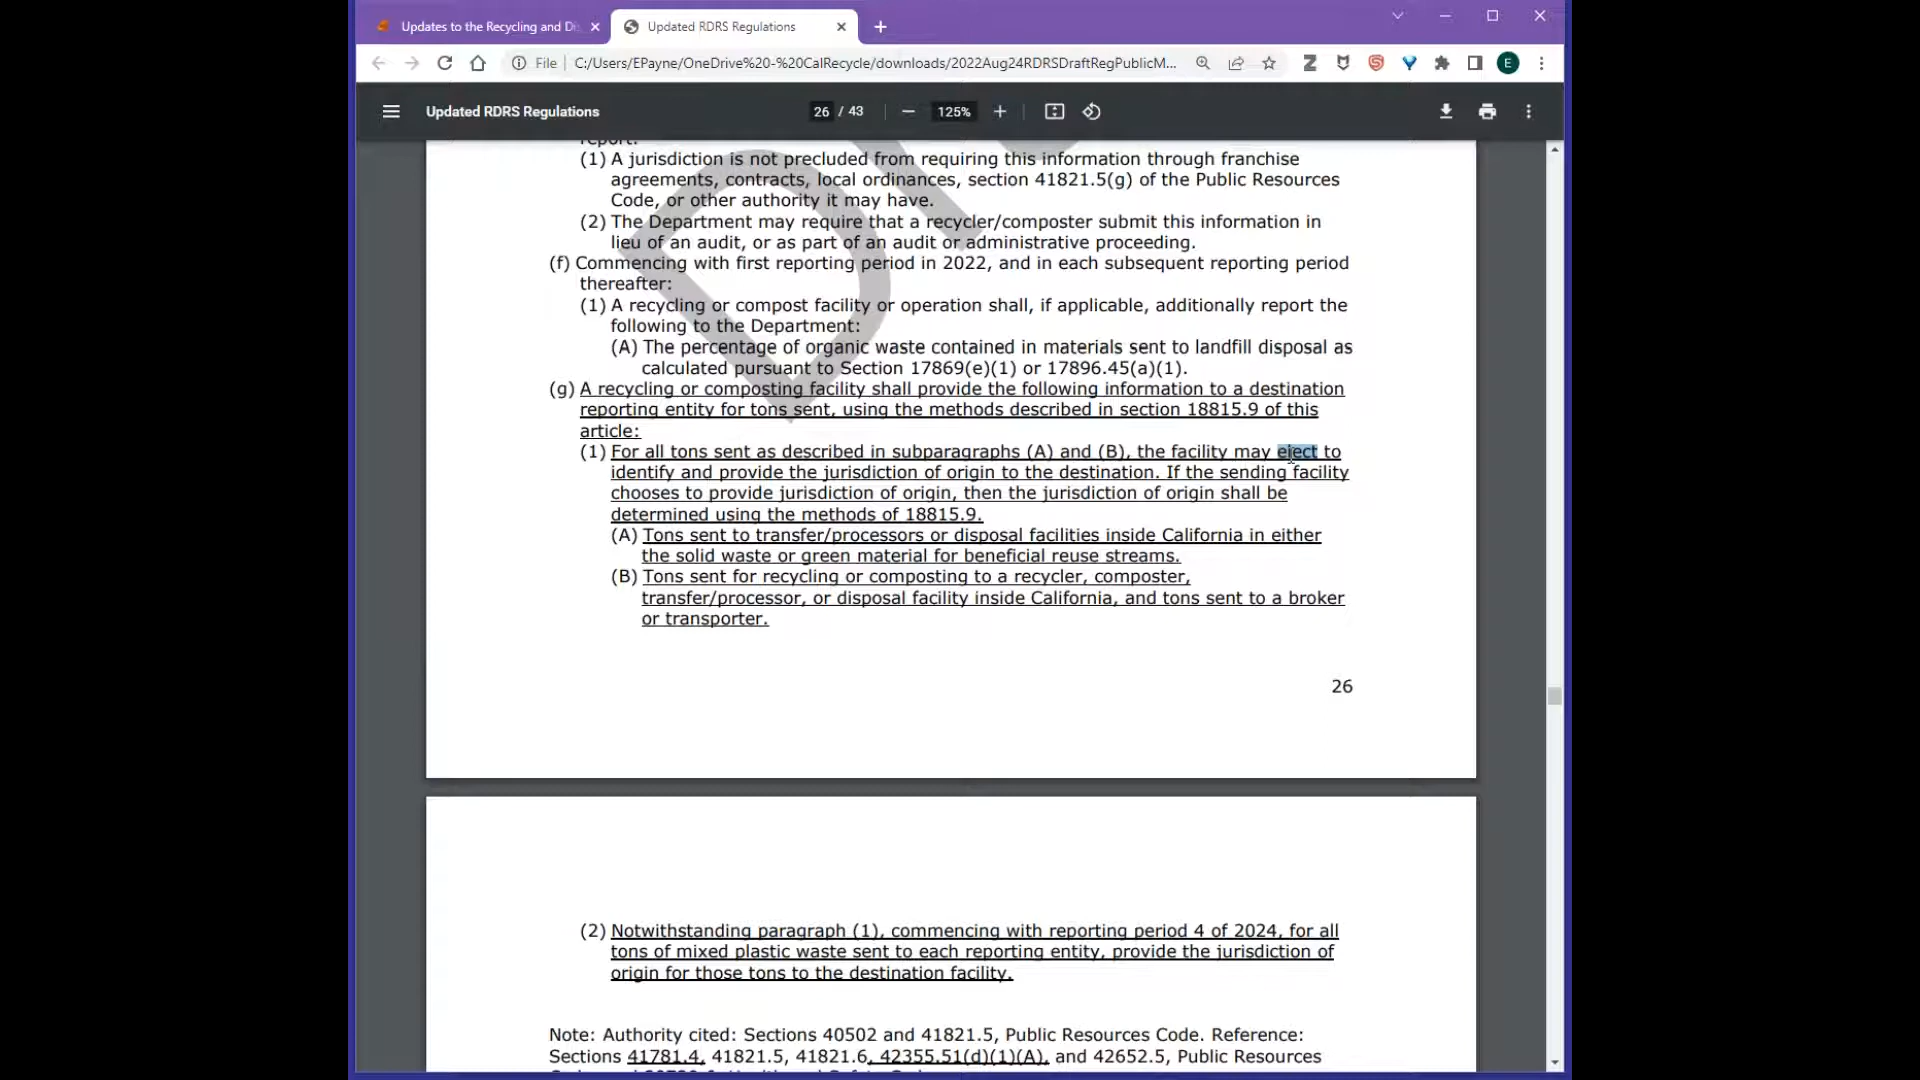 Updates to the Recycling and Di
Updated RDRS Regulations
File
C:/Users/EPayne/OneDrive%20-%20CalRecycle/downloads/2022Aug24RDRSDraftRegPublicM...
E
Updated RDRS Regulations
26 / 43
125%
report:
(1) A jurisdiction is not precluded from requiring this information through franchise
agreements, contracts, local ordinances, section 41821.5(g) of the Public Resources
Code, or other authority it may have.
(2) The Department may require that a recycler/composter submit this information in
lieu of an audit, or as part of an audit or administrative proceeding.
(f) Commencing with first reporting period in 2022, and in each subsequent reporting period
thereafter:
(1) A recycling or compost facility or operation shall, if applicable, additionally report the
following to the Department:
(A) The percentage of organic waste contained in materials sent to landfill disposal as
calculated pursuant to Section 17869(e)(1) or 17896.45(a)(1).
(g) A recycling or composting facility shall provide the following information to a destination
reporting entity for tons sent, using the methods described in section 18815.9 of this
article:
(1) For all tons sent as described in subparagraphs (A) and (B), the facility may eject to
identify and provide the jurisdiction of origin to the destination. If the sending facility
chooses to provide jurisdiction of origin, then the jurisdiction of origin shall be
determined using the methods of 18815.9.
(A) Tons sent to transfer/processors or disposal facilities inside California in either
the solid waste or green material for beneficial reuse streams.
(B) Tons sent for recycling or composting to a recycler, composter,
transfer/processor, or disposal facility inside California, and tons sent to a broker
or transporter.
26
(2) Notwithstanding paragraph (1), commencing with reporting period 4 of 2024, for all
tons of mixed plastic waste sent to each reporting entity, provide the jurisdiction of
origin for those tons to the destination facility.
Note: Authority cited: Sections 40502 and 41821.5, Public Resources Code. Reference:
Sections 41781.4, 41821.5, 41821.6, 42355.51(d)(1)(A), and 42652.5, Public Resources